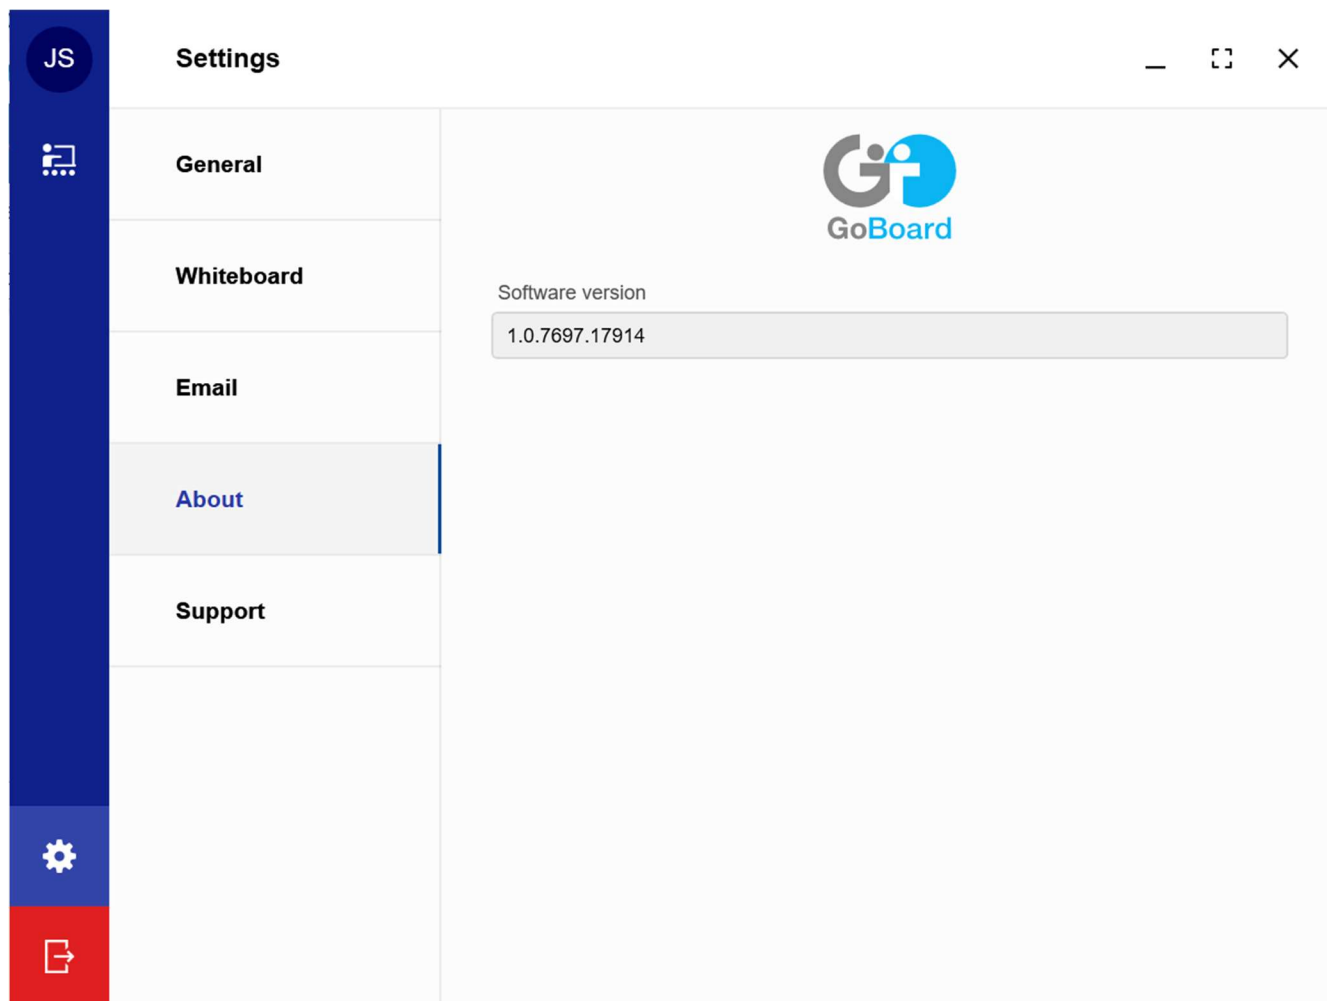 JS
Settings
General
Whiteboard
Email
About
Support
GoBoard
Software version
1.0.7697.17914